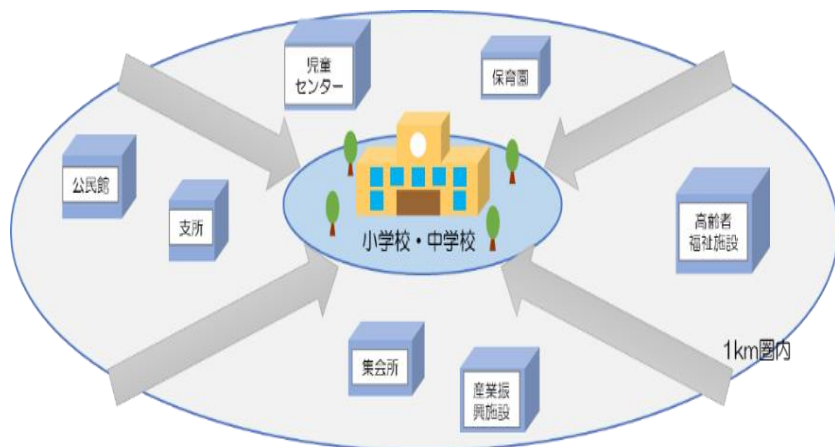 児童
センター
保育園
公民館
支所
高齢者
福祉施設
小学校・中学校
1km圏内
集会所
産業振
興施設